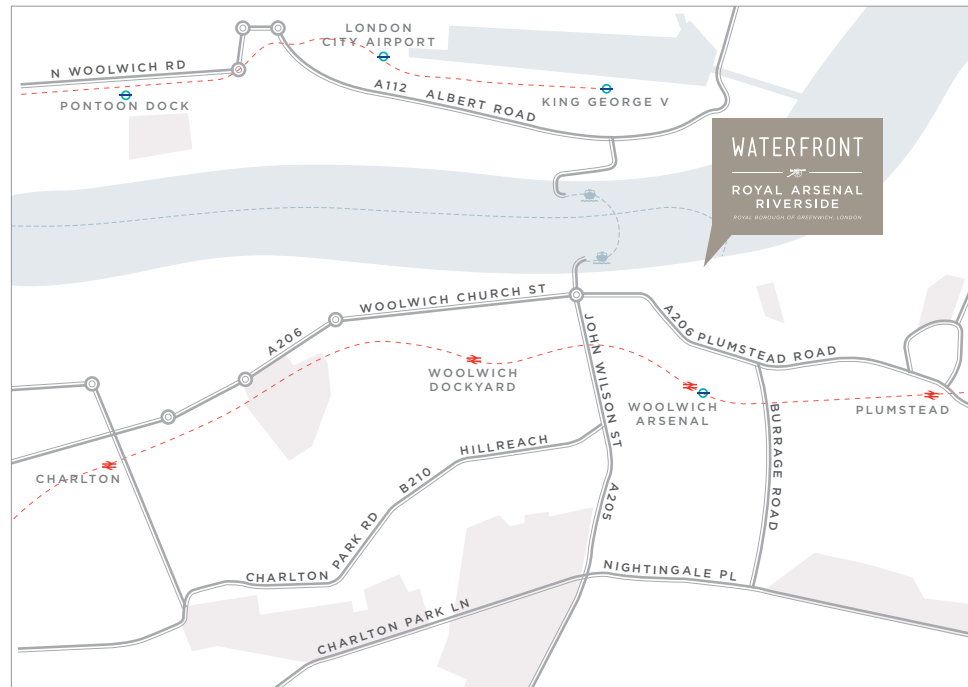 LONDON
CITY AIRPORT
N WOOLWICH RD
PONTOON DOCK
A112 ALBERT ROAD
KING GEORGE V
WATERFRONT
ROYAL ARSENAL
RIVERSIDE
ROYAL BOROUGH OF GREENWICH, LONDON
WOOLWICH CHURCH ST
A206
A206 PLUMSTEAD ROAD
JOHN WILSON ST
WOOLWICH
DOCKYARD
WOOLWICH
ARSENAL
PLUMSTEAD
BURRAGE ROAD
CHARLTON
HILLREACH
B210
A205
CHARLTON PARK RD
NIGHTINGALE PL
CHARLTON PARK LN